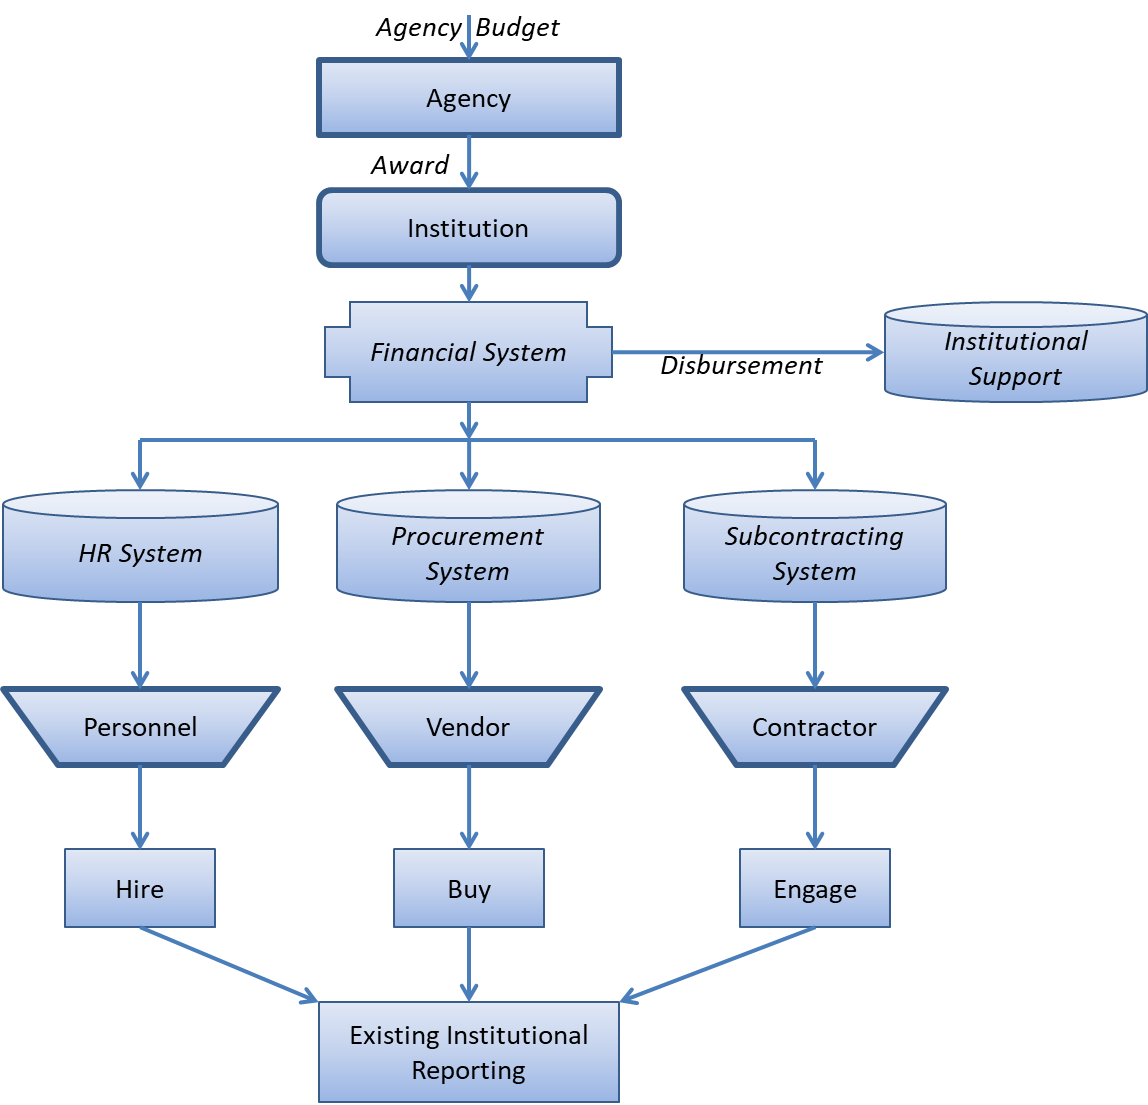 Agency Budget
Agency
Award
Institution
Financial System
Disbursement
Institutional
Support
HR System
Procurement
System
Subcontracting
System
Personnel
Vendor
Contractor
Hire
Buy
Engage
Existing Institutional
Reporting